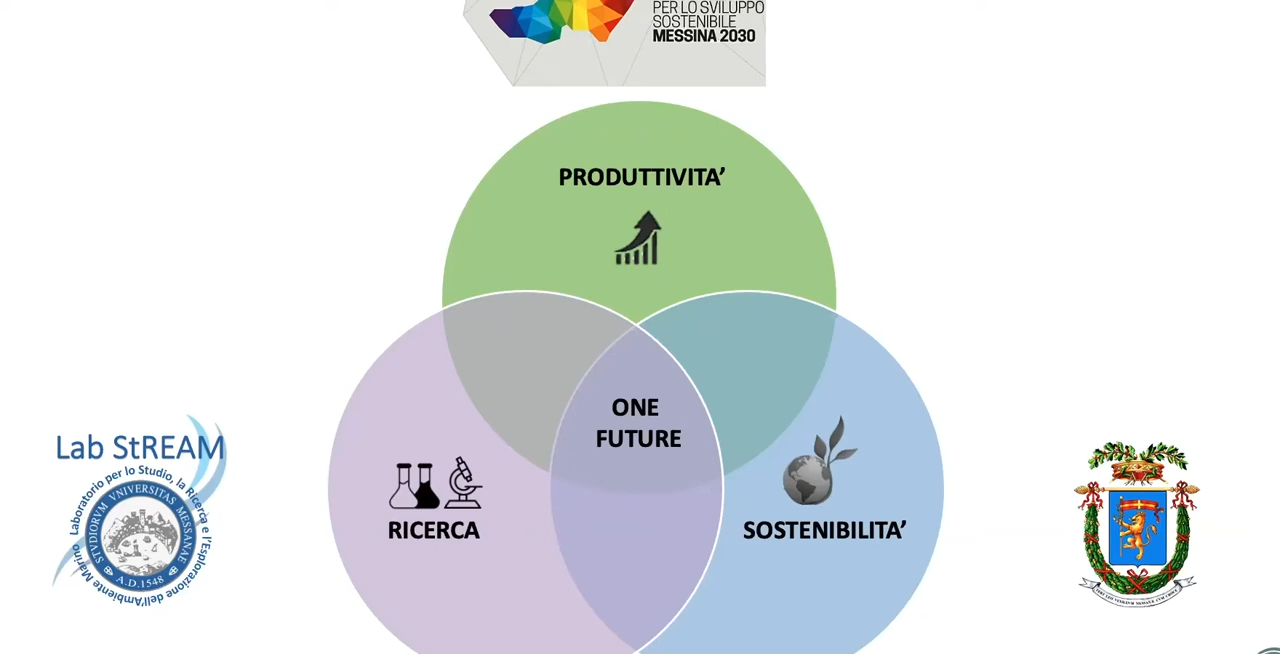 PER LO SVILUPPO
SOSTENIBILE
MESSINA 2030
PRODUTTIVITA’
ONE
FUTURE
RICERCA
SOSTENIBILITA’
Lab StREAM
Laboratorio per lo Studio, la Ricerca e l'Esplorazione dell'Ambiente Marino
STVDIORVM VNIVERSITAS MESSANAE
A.D.1548